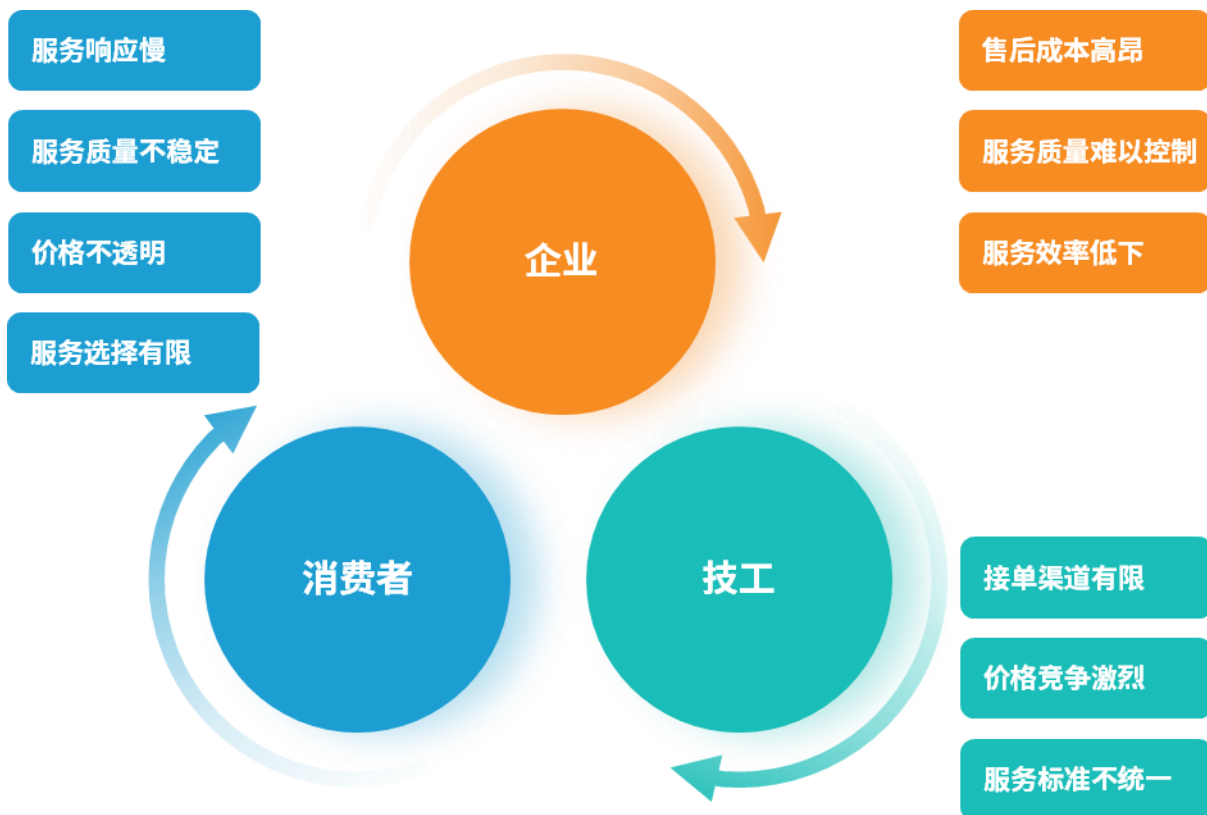 服务响应慢
服务质量不稳定
价格不透明
服务选择有限
售后成本高昂
服务质量难以控制
服务效率低下
企业
消费者
技工
接单渠道有限
价格竞争激烈
服务标准不统一